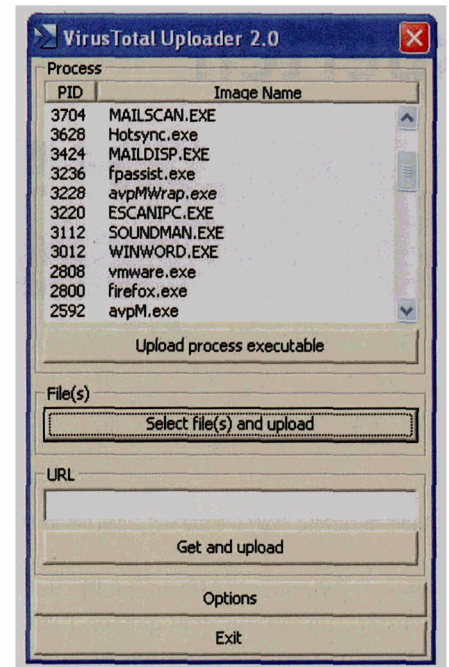 VirusTotal Uploader 2.0
Process
PID Image Name
3704 MAILSCAN.EXE
3628 Hotsync.exe
3424 MAILDISP.EXE
3236 fpassist.exe
3228 avpMWrap.exe
3220 ESCANIPC.EXE
3112 SOUNDMAN.EXE
3012 WINWORD.EXE
2808 vmware.exe
2800 firefox.exe
2592 avpM.exe
Upload process executable
File(s)
Select file(s) and upload
URL
Get and upload
Options
Exit